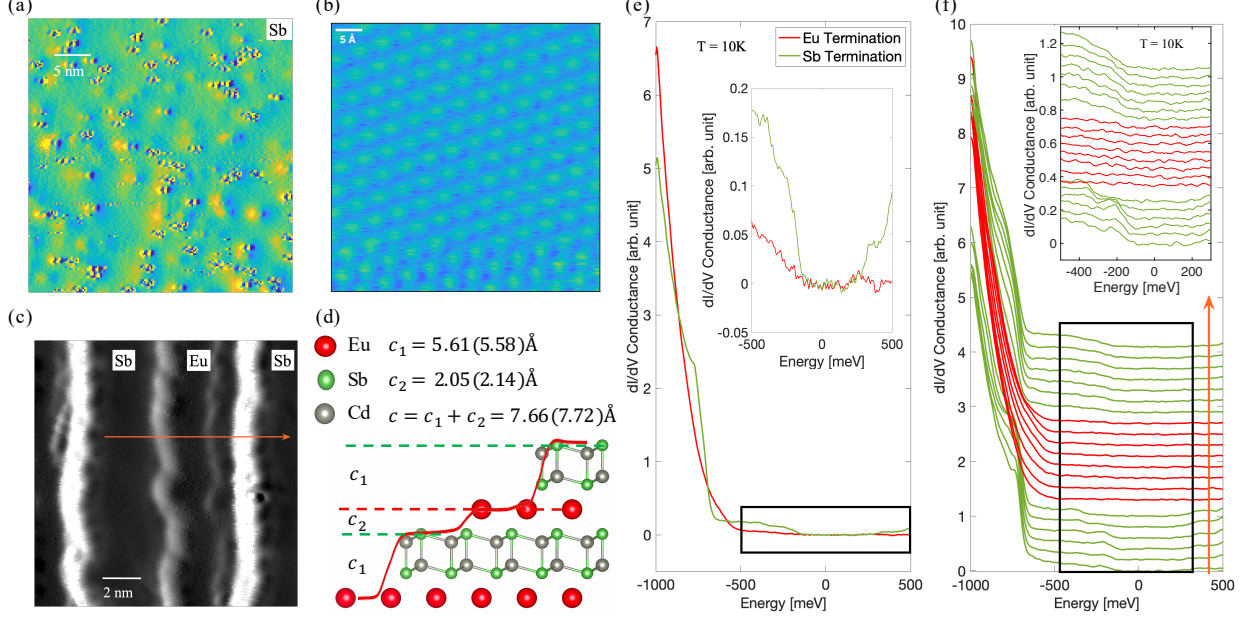 (a)
Sb
5 nm
(b)
5 Å
(c)
Sb
Eu
Sb
2 nm
(d)
Eu c₁ = 5.61(5.58)Å
Sb c₂ = 2.05(2.14)Å
Cd c = c₁ + c₂ = 7.66(7.72)Å
c₁
c₂
c₁
(e)
7
6
5
4
3
2
1
0
-1
dI/dV Conductance [arb. unit]
T = 10K
Eu Termination
Sb Termination
0.2
0.15
0.1
0.05
0
-0.05
dI/dV Conductance [arb. unit]
-500 0 500
Energy [meV]
-1000 -500 0 500
Energy [meV]
(f)
10
9
8
7
6
5
4
3
2
1
0
dI/dV Conductance [arb. unit]
T = 10K
1.2
1
0.8
0.6
0.4
0.2
0
dI/dV Conductance [arb. unit]
-400 -200 0 200
Energy [meV]
-1000 -500 0 500
Energy [meV]